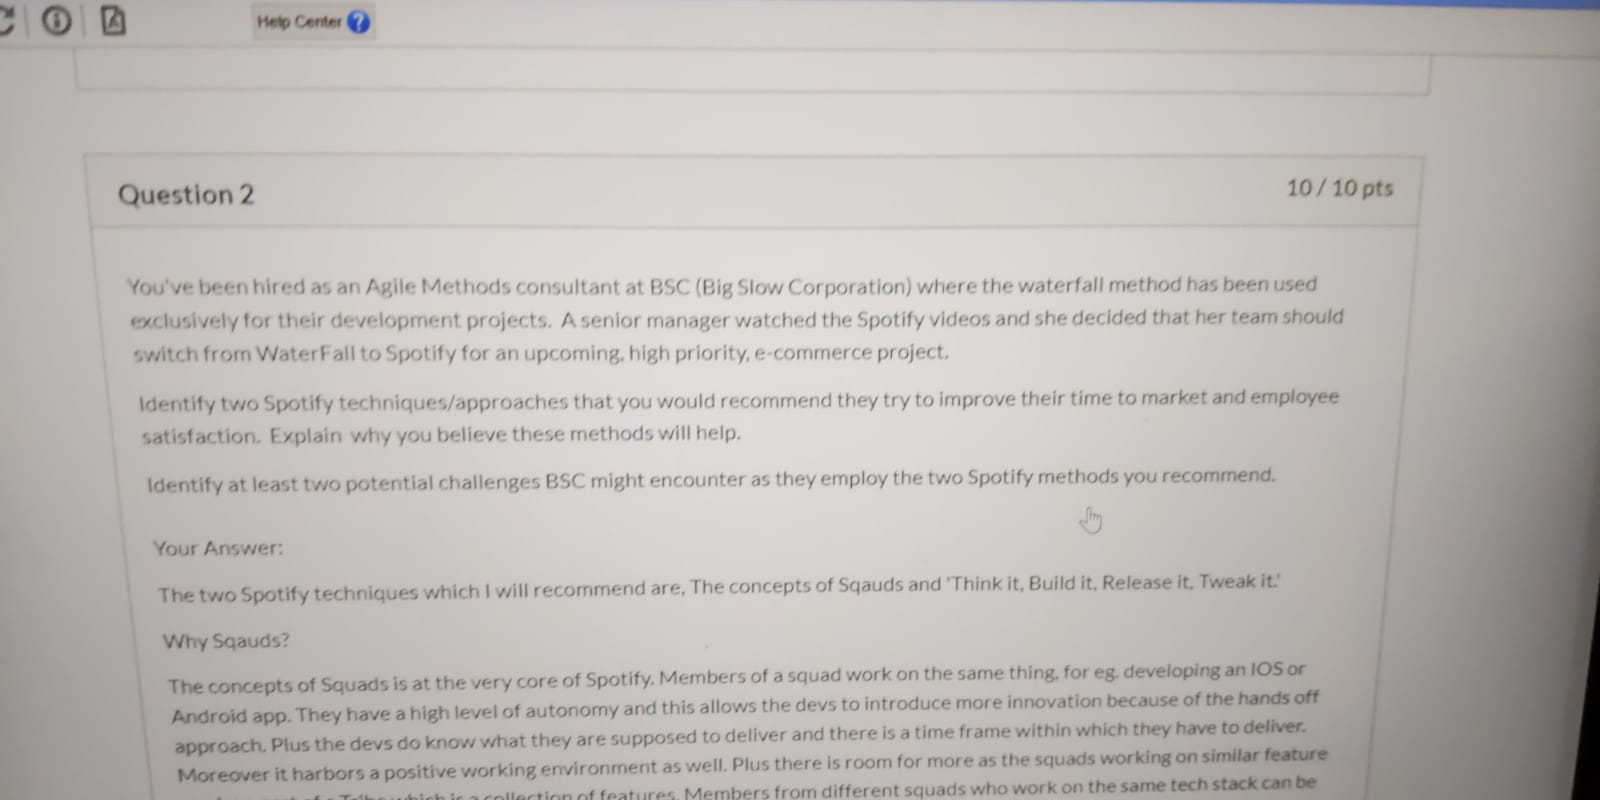 Help Center ?
Question 2
10 / 10 pts
You've been hired as an Agile Methods consultant at BSC (Big Slow Corporation) where the waterfall method has been used
exclusively for their development projects. A senior manager watched the Spotify videos and she decided that her team should
switch from WaterFall to Spotify for an upcoming, high priority, e-commerce project.
Identify two Spotify techniques/approaches that you would recommend they try to improve their time to market and employee
satisfaction. Explain why you believe these methods will help.
Identify at least two potential challenges BSC might encounter as they employ the two Spotify methods you recommend.
Your Answer:
The two Spotify techniques which I will recommend are, The concepts of Sqauds and 'Think it, Build it, Release it, Tweak it.'
Why Sqauds?
The concepts of Squads is at the very core of Spotify. Members of a squad work on the same thing, for eg. developing an IOS or
Android app. They have a high level of autonomy and this allows the devs to introduce more innovation because of the hands off
approach. Plus the devs do know what they are supposed to deliver and there is a time frame within which they have to deliver.
Moreover it harbors a positive working environment as well. Plus there is room for more as the squads working on similar feature
which is a collection of features. Members from different squads who work on the same tech stack can be